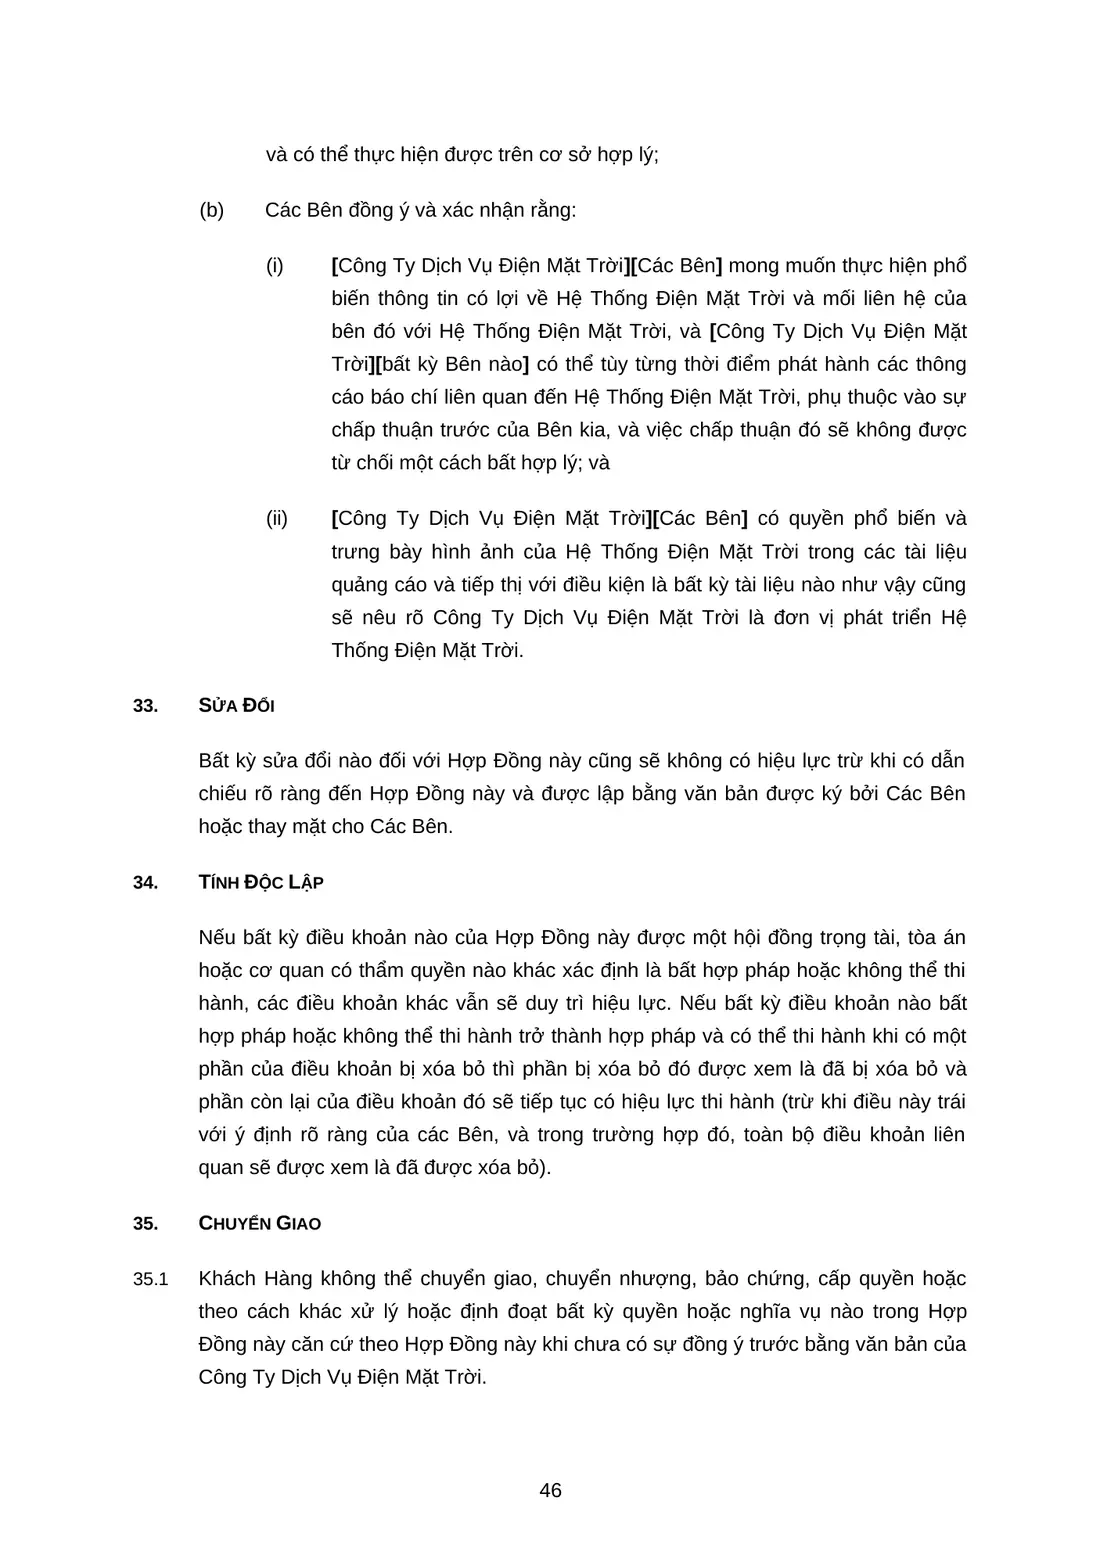 và có thể thực hiện được trên cơ sở hợp lý;
(b) Các Bên đồng ý và xác nhận rằng:
(i) [Công Ty Dịch Vụ Điện Mặt Trời][Các Bên] mong muốn thực hiện phổ
biến thông tin có lợi về Hệ Thống Điện Mặt Trời và mối liên hệ của
bên đó với Hệ Thống Điện Mặt Trời, và [Công Ty Dịch Vụ Điện Mặt
Trời][bất kỳ Bên nào] có thể tùy từng thời điểm phát hành các thông
cáo báo chí liên quan đến Hệ Thống Điện Mặt Trời, phụ thuộc vào sự
chấp thuận trước của Bên kia, và việc chấp thuận đó sẽ không được
từ chối một cách bất hợp lý; và
(ii) [Công Ty Dịch Vụ Điện Mặt Trời][Các Bên] có quyền phổ biến và
trưng bày hình ảnh của Hệ Thống Điện Mặt Trời trong các tài liệu
quảng cáo và tiếp thị với điều kiện là bất kỳ tài liệu nào như vậy cũng
sẽ nêu rõ Công Ty Dịch Vụ Điện Mặt Trời là đơn vị phát triển Hệ
Thống Điện Mặt Trời.
33. SỬA ĐỔI
Bất kỳ sửa đổi nào đối với Hợp Đồng này cũng sẽ không có hiệu lực trừ khi có dẫn
chiếu rõ ràng đến Hợp Đồng này và được lập bằng văn bản được ký bởi Các Bên
hoặc thay mặt cho Các Bên.
34. TÍNH ĐỘC LẬP
Nếu bất kỳ điều khoản nào của Hợp Đồng này được một hội đồng trọng tài, tòa án
hoặc cơ quan có thẩm quyền nào khác xác định là bất hợp pháp hoặc không thể thi
hành, các điều khoản khác vẫn sẽ duy trì hiệu lực. Nếu bất kỳ điều khoản nào bất
hợp pháp hoặc không thể thi hành trở thành hợp pháp và có thể thi hành khi có một
phần của điều khoản bị xóa bỏ thì phần bị xóa bỏ đó được xem là đã bị xóa bỏ và
phần còn lại của điều khoản đó sẽ tiếp tục có hiệu lực thi hành (trừ khi điều này trái
với ý định rõ ràng của các Bên, và trong trường hợp đó, toàn bộ điều khoản liên
quan sẽ được xem là đã được xóa bỏ).
35. CHUYỂN GIAO
35.1 Khách Hàng không thể chuyển giao, chuyển nhượng, bảo chứng, cấp quyền hoặc
theo cách khác xử lý hoặc định đoạt bất kỳ quyền hoặc nghĩa vụ nào trong Hợp
Đồng này căn cứ theo Hợp Đồng này khi chưa có sự đồng ý trước bằng văn bản của
Công Ty Dịch Vụ Điện Mặt Trời.
46